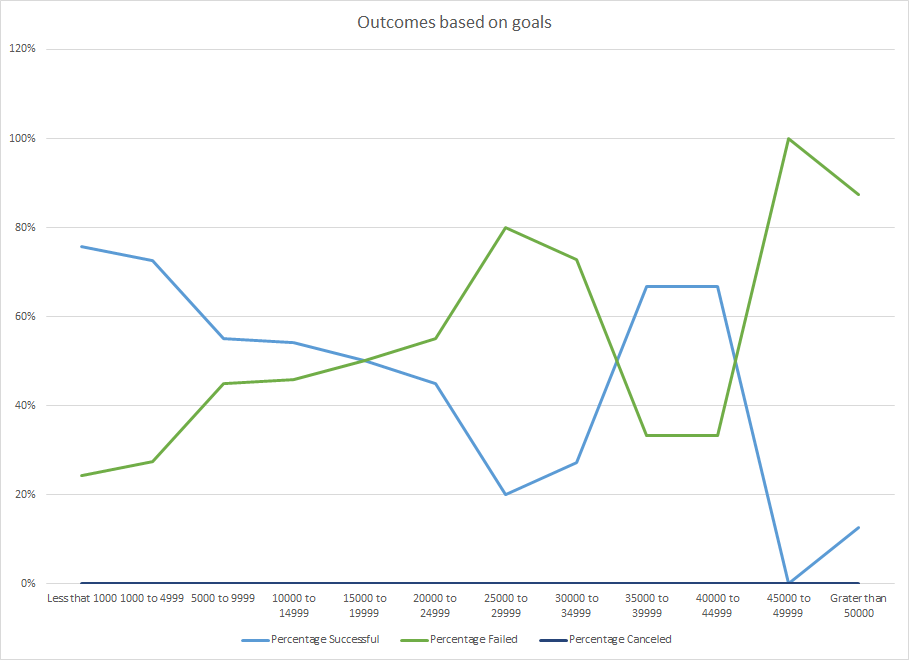 Outcomes based on goals
120%
100%
80%
60%
40%
20%
0%
Less that 1000 1000 to 4999 5000 to 9999 10000 to 15000 to 20000 to 25000 to 30000 to 35000 to 40000 to 45000 to Grater than
14999 19999 24999 29999 34999 39999 44999 49999 50000
Percentage Successful Percentage Failed Percentage Canceled